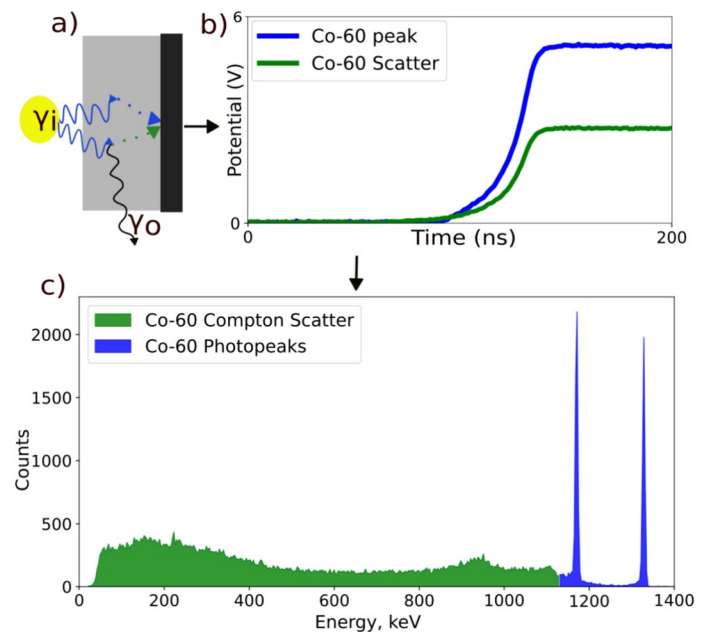 a)
γi
γo
b)
6
Co-60 peak
Co-60 Scatter
Potential (V)
0
0
Time (ns)
200
c)
Co-60 Compton Scatter
Co-60 Photopeaks
2000
1500
1000
500
0
Counts
0 200 400 600 800 1000 1200 1400
Energy, keV